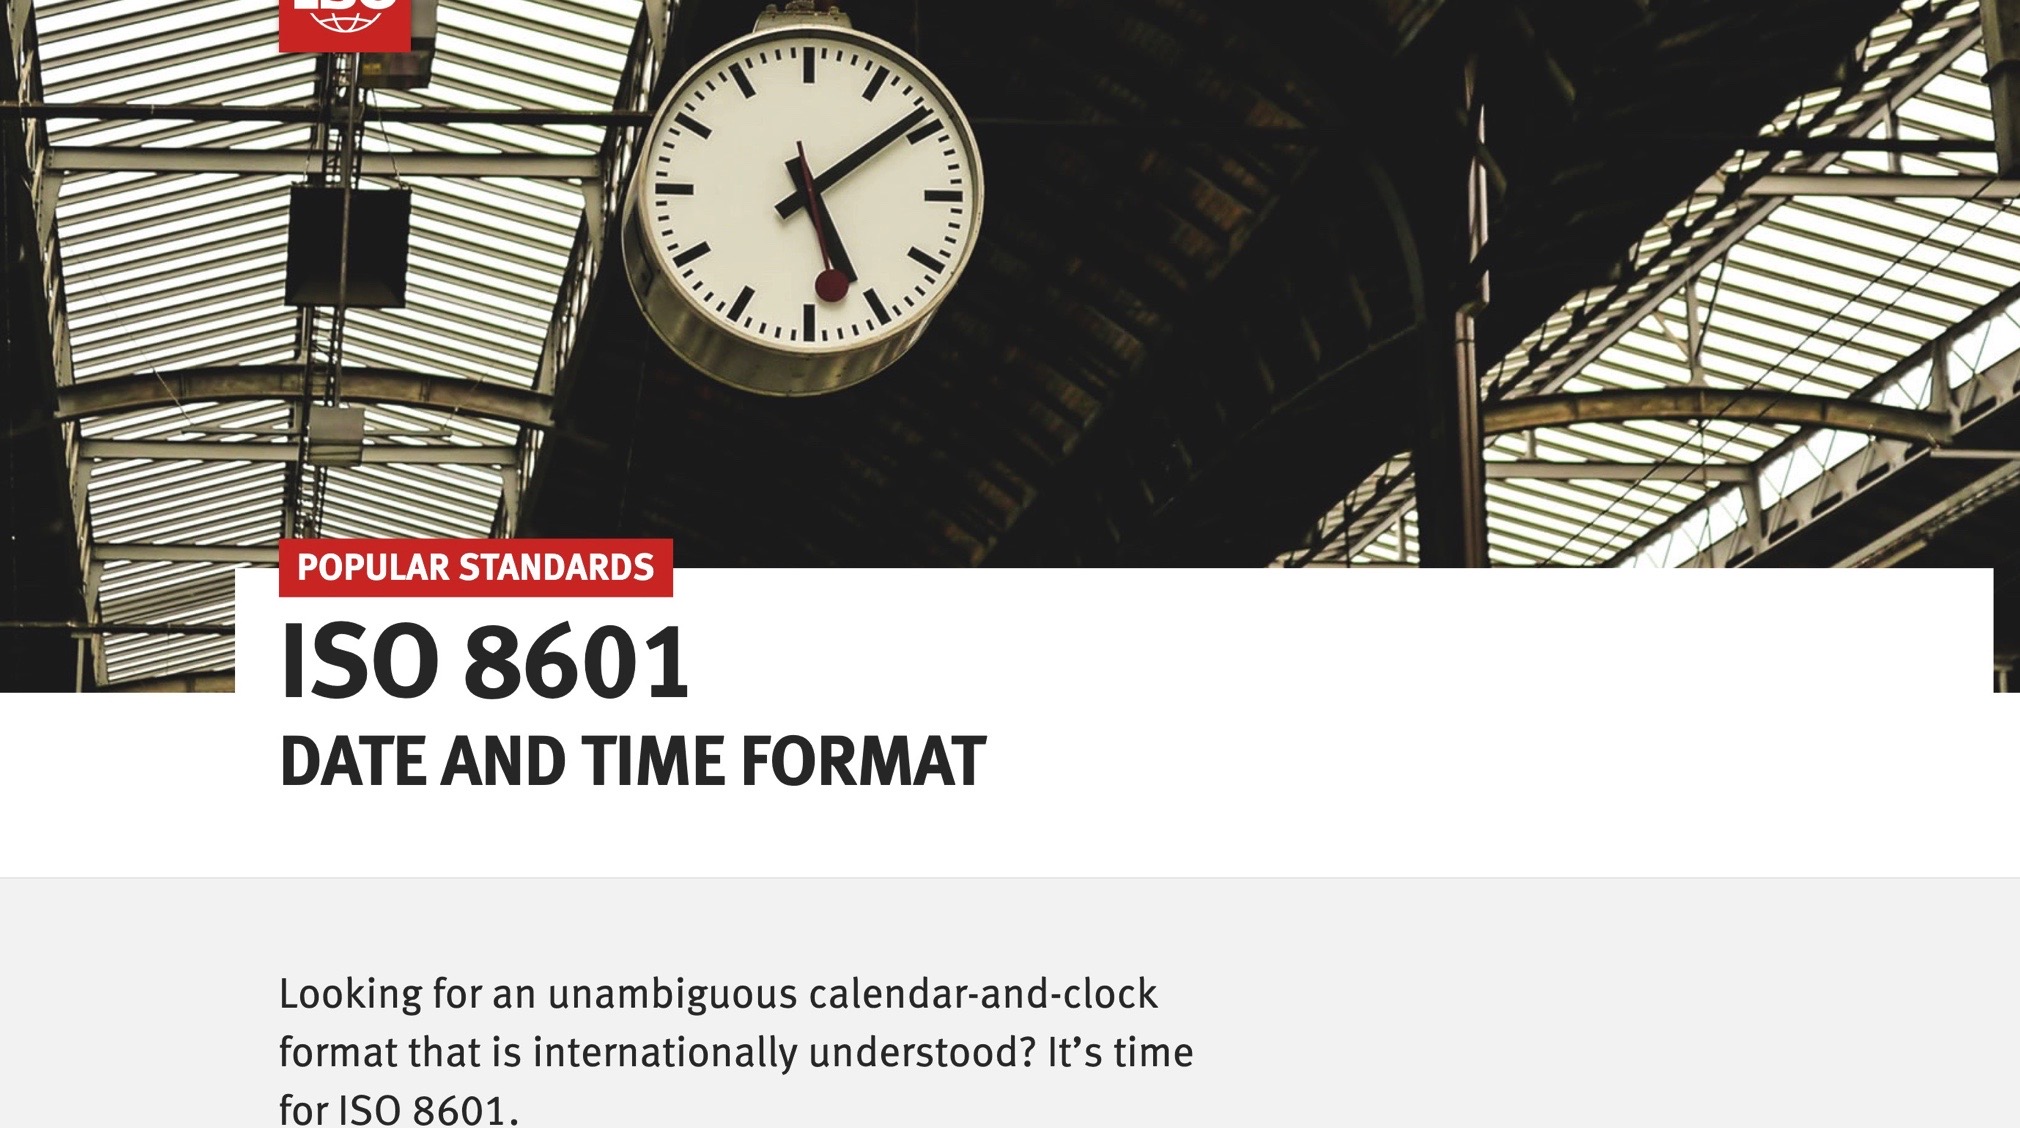 ISO
POPULAR STANDARDS
ISO 8601
DATE AND TIME FORMAT
Looking for an unambiguous calendar-and-clock
format that is internationally understood? It’s time
for ISO 8601.